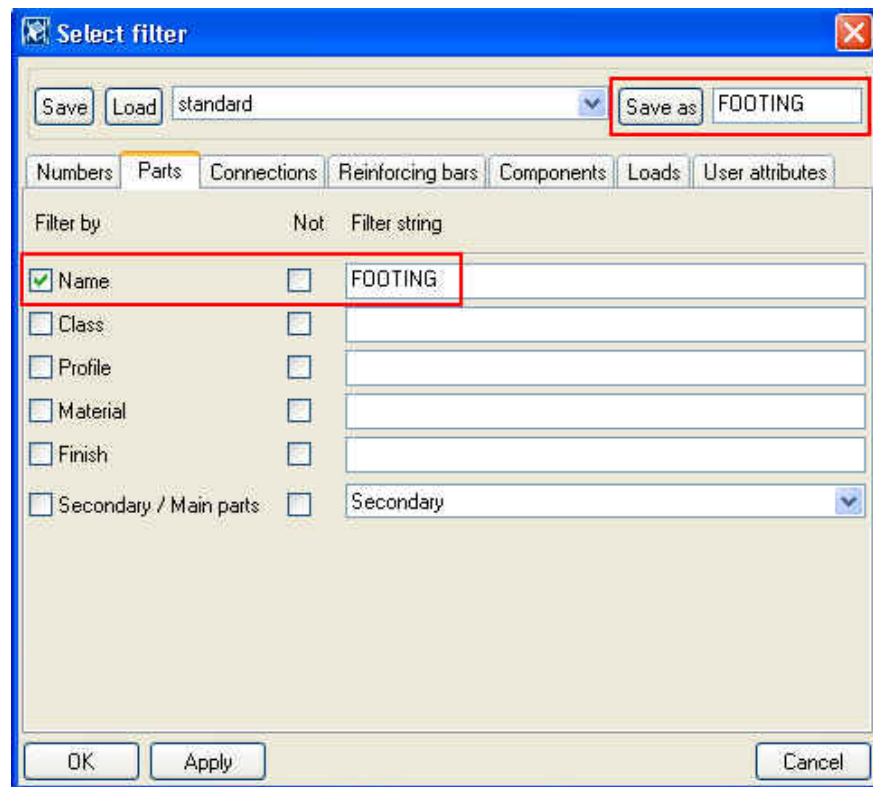 Select filter
Save Load standard Save as FOOTING
Numbers Parts Connections Reinforcing bars Components Loads User attributes
Filter by Not Filter string
Name FOOTING
Class
Profile
Material
Finish
Secondary / Main parts Secondary
OK Apply Cancel